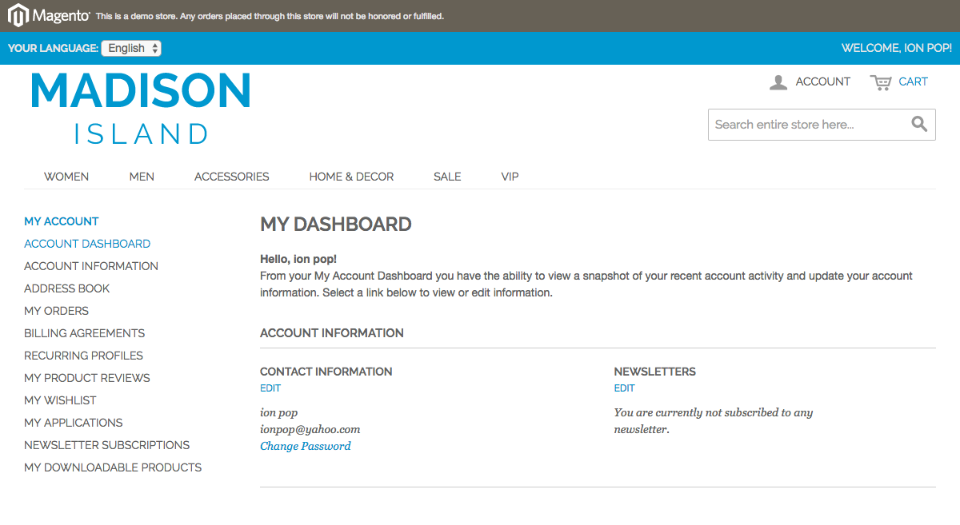 Magento® This is a demo store. Any orders placed through this store will not be honored or fulfilled.
YOUR LANGUAGE: English WELCOME, ION POP!
MADISON
ISLAND
ACCOUNT CART
Search entire store here...
WOMEN MEN ACCESSORIES HOME & DECOR SALE VIP
MY ACCOUNT
ACCOUNT DASHBOARD
ACCOUNT INFORMATION
ADDRESS BOOK
MY ORDERS
BILLING AGREEMENTS
RECURRING PROFILES
MY PRODUCT REVIEWS
MY WISHLIST
MY APPLICATIONS
NEWSLETTER SUBSCRIPTIONS
MY DOWNLOADABLE PRODUCTS
MY DASHBOARD
Hello, ion pop!
From your My Account Dashboard you have the ability to view a snapshot of your recent account activity and update your account
information. Select a link below to view or edit information.
ACCOUNT INFORMATION
CONTACT INFORMATION
EDIT
ion pop
ionpop@yahoo.com
Change Password
NEWSLETTERS
EDIT
You are currently not subscribed to any
newsletter.